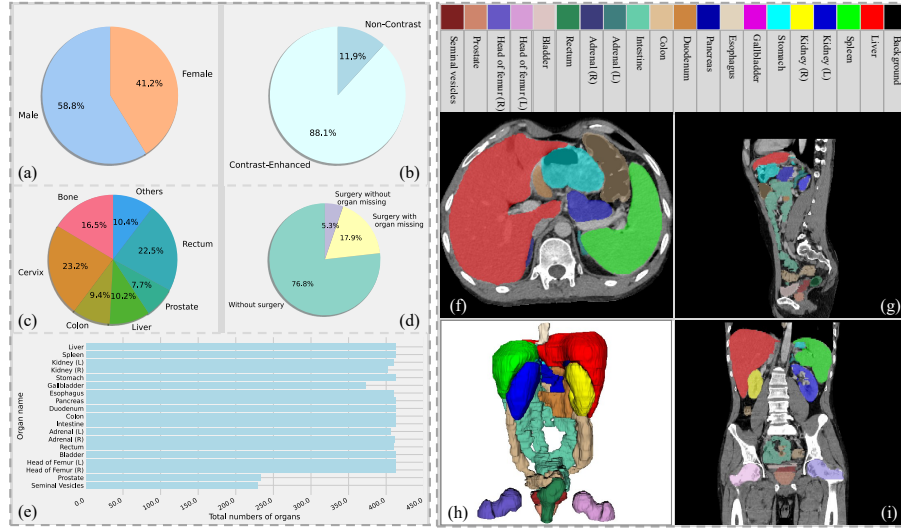 Male
58.8%
Female
41,2%
(a)
Non-Contrast
11,9%
88.1%
Contrast-Enhanced
(b)
Bone
16.5%
Others
10.4%
Rectum
22.5%
Cervix
23.2%
7.7%
Prostate
9.4%
Colon
10.2%
Liver
(c)
Surgery without
organ missing
5.3%
Surgery with
organ missing
17.9%
76.8%
Without surgery
(d)
Organ name
Liver
Spleen
Kidney (L)
Kidney (R)
Stomach
Gallbladder
Esophagus
Pancreas
Duodenum
Colon
Intestine
Adrenal (L)
Adrenal (R)
Rectum
Bladder
Head of Femur (L)
Head of Femur (R)
Prostate
Seminal Vesicles
0.0
50.0
100.0
150.0
200.0
250.0
300.0
350.0
400.0
450.0
Total numbers of organs
(e)
Seminal vesicles
Prostate
Head of femur (R)
Head of femur (L)
Bladder
Rectum
Adrenal (R)
Adrenal (L)
Intestine
Colon
Duodenum
Pancreas
Esophagus
Gallbladder
Stomach
Kidney (R)
Kidney (L)
Spleen
Liver
Background
(f)
(g)
(h)
(i)